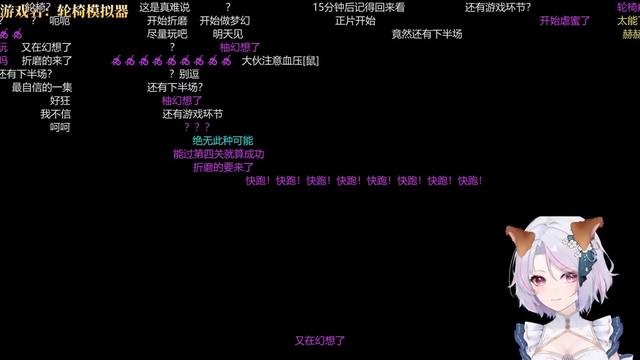 轮椅?
这是真难说
?
15分钟后记得回来看
还有游戏环节?
轮椅
游戏名: 轮椅模拟器
? 呃呃
开始折磨
开始做梦幻
正片开始
开始虐蜜了
太能
尽量玩吧
明天见
竟然还有下半场
赫赫
玩
又在幻想了
?
柚幻想了
吗
折磨的来了
大伙注意血压[鼠]
还有下半场?
? 别逗
最自信的一集
还有下半场?
好狂
柚幻想了
我不信
还有游戏环节
呵呵
? ? ?
绝无此种可能
能过第四关就算成功
折磨的要来了
快跑! 快跑! 快跑! 快跑! 快跑! 快跑! 快跑! 快跑!
又在幻想了